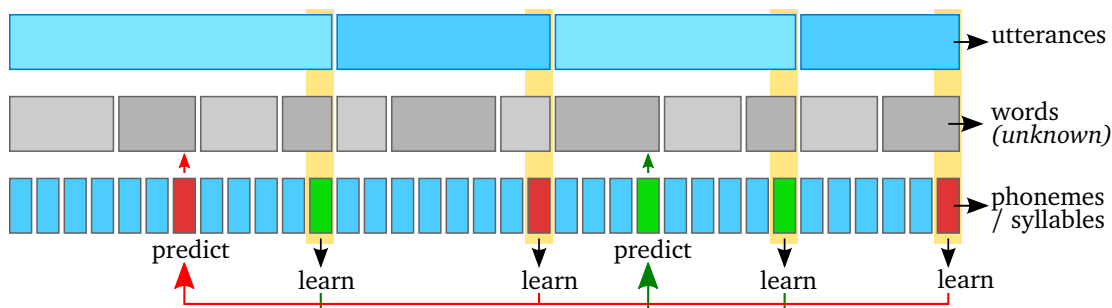 utterances
words
(unknown)
phonemes
/ syllables
predict
predict
learn
learn
learn
learn